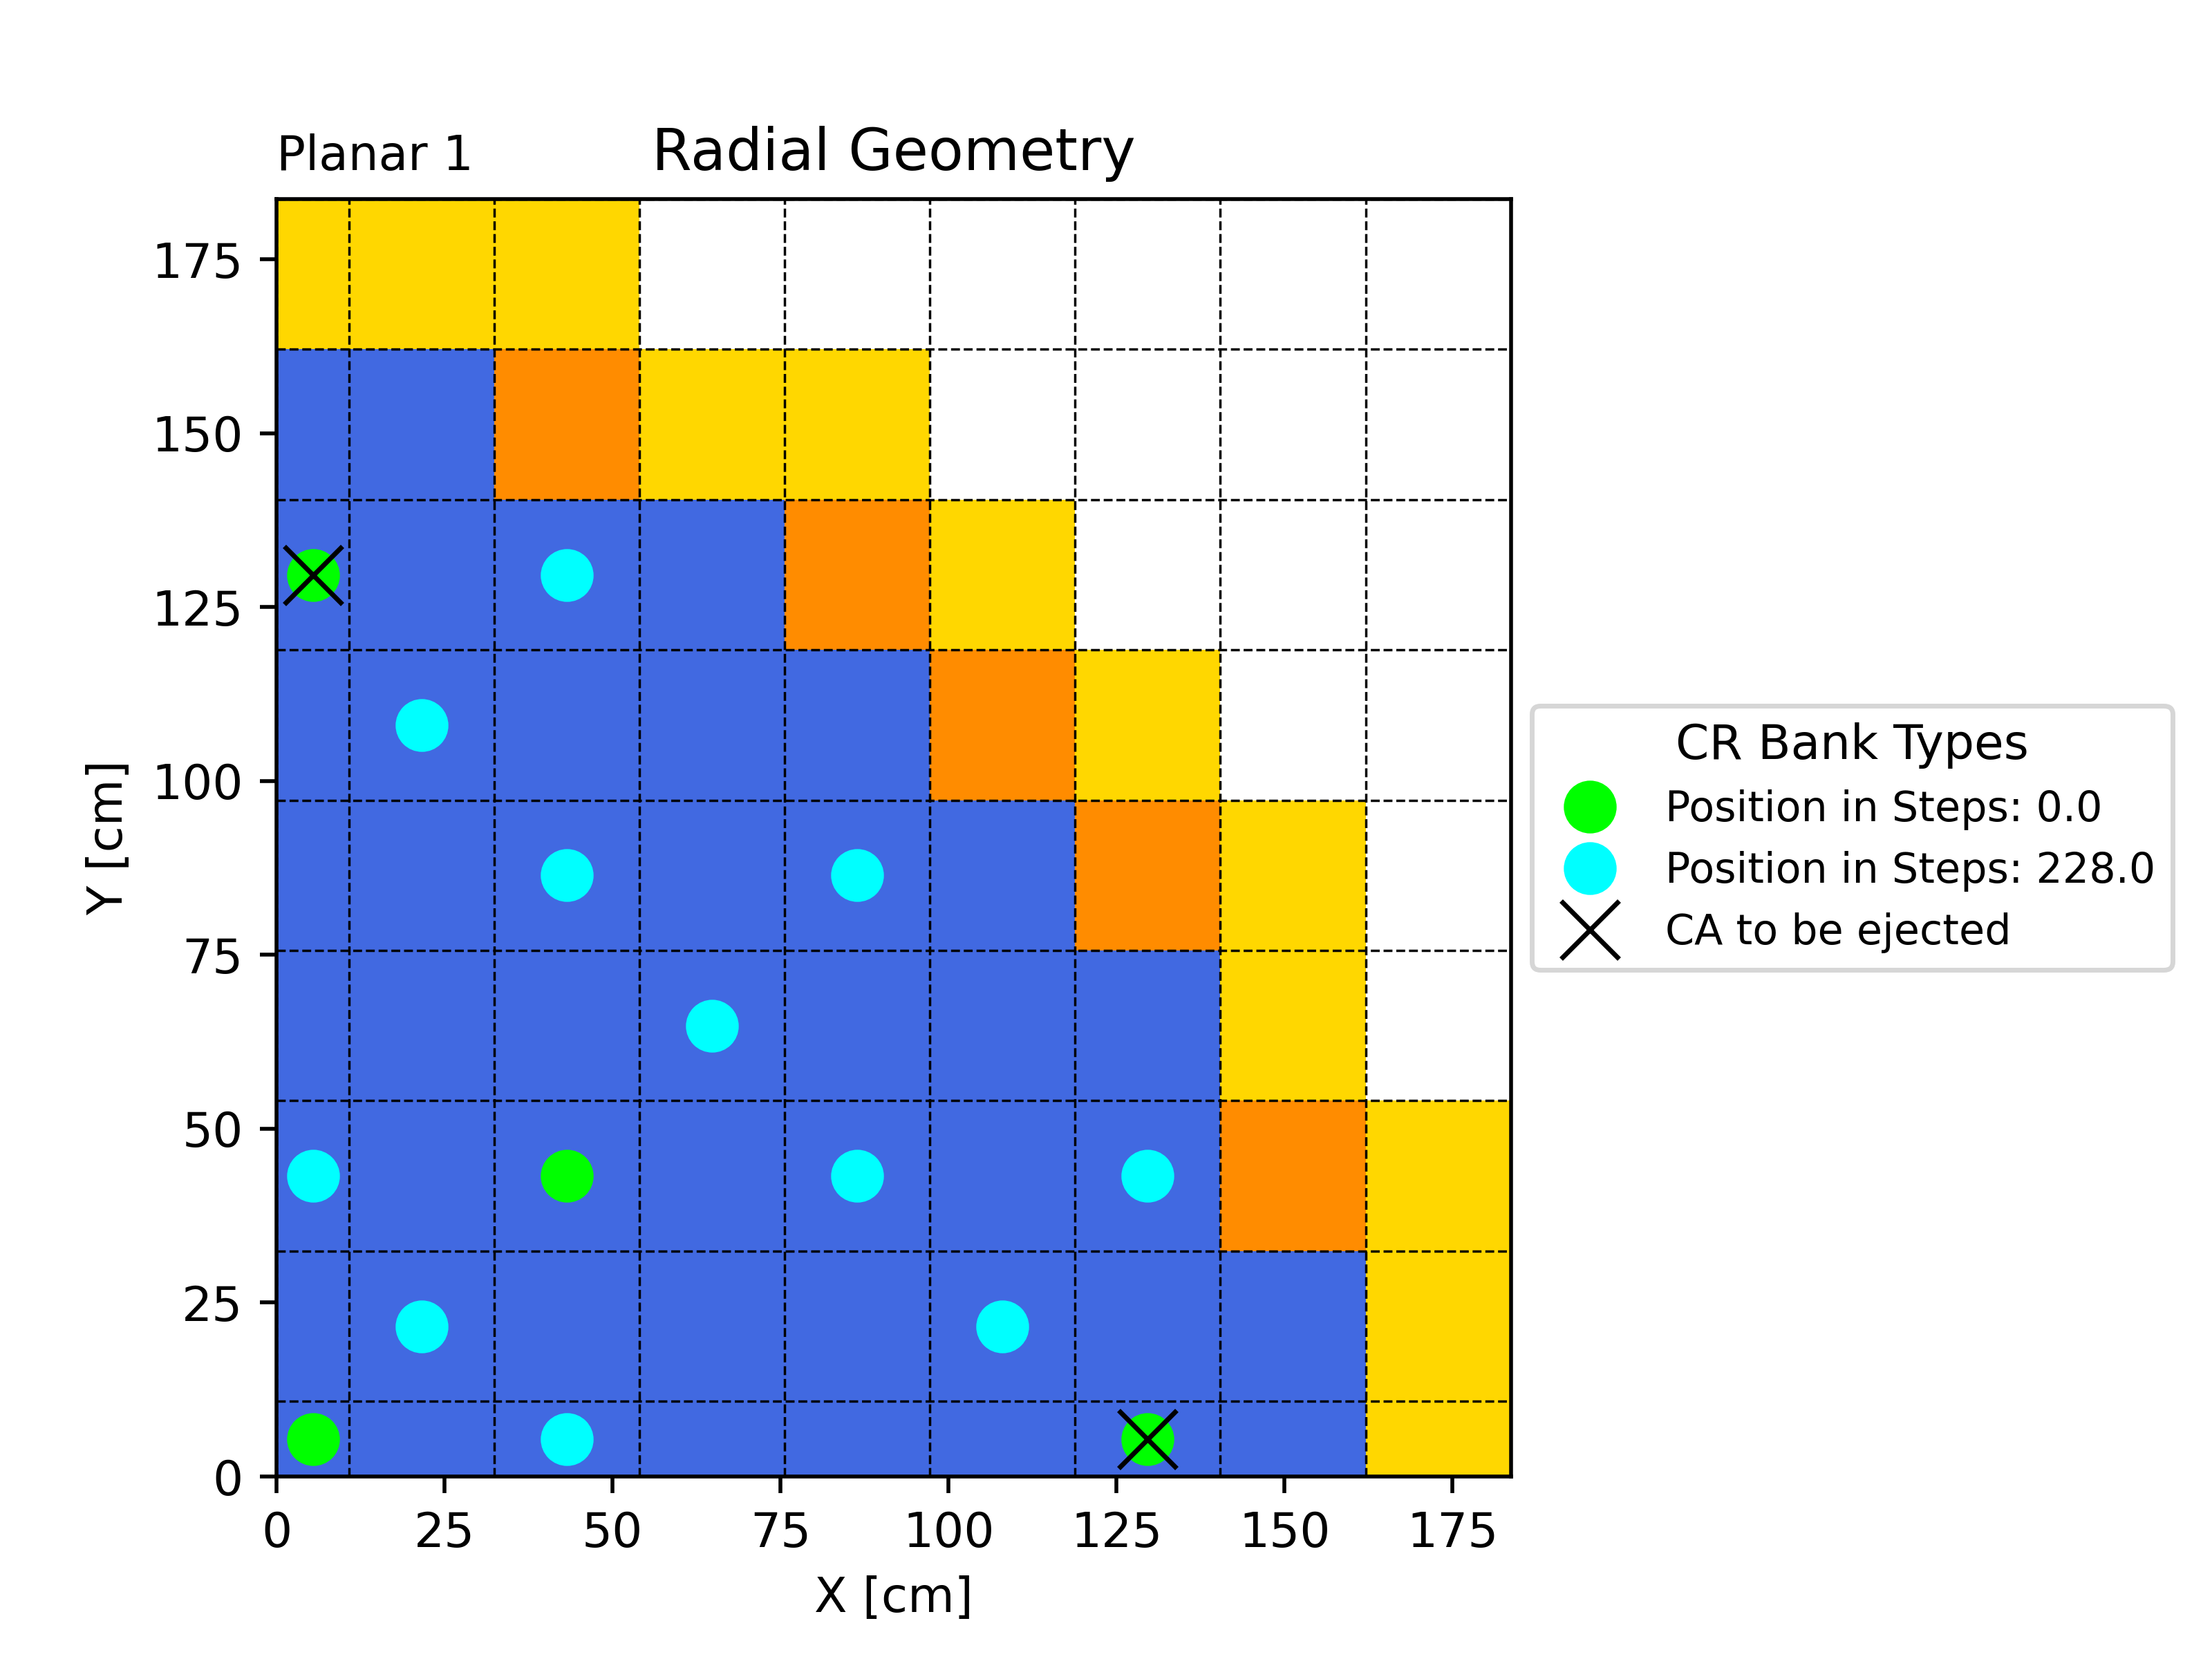 Planar 1
Radial Geometry
175
150
125
100
75
50
25
0
Y [cm]
0 25 50 75 100 125 150 175
X [cm]
CR Bank Types
Position in Steps: 0.0
Position in Steps: 228.0
CA to be ejected